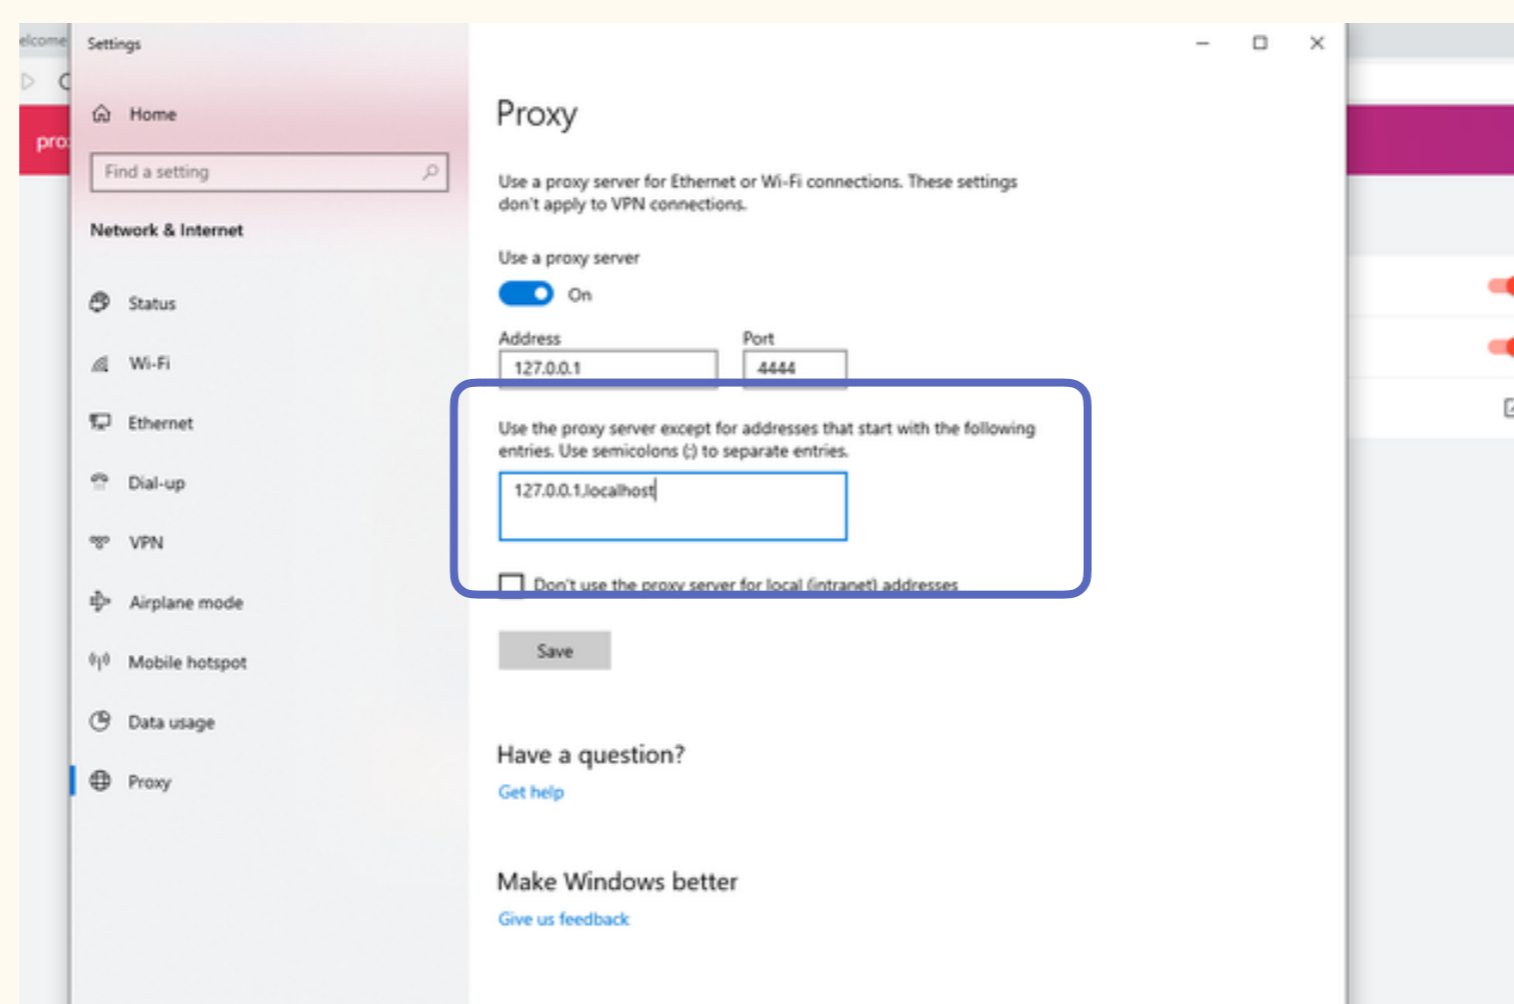 elcome
Settings
Home
pro
Find a setting
Network & Internet
Status
Wi-Fi
Ethernet
Dial-up
VPN
Airplane mode
Mobile hotspot
Data usage
Proxy
Proxy
Use a proxy server for Ethernet or Wi-Fi connections. These settings
don't apply to VPN connections.
Use a proxy server
On
Address
Port
127.0.0.1
4444
Use the proxy server except for addresses that start with the following
entries. Use semicolons (;) to separate entries.
127.0.0.1,localhost
Don't use the proxy server for local (intranet) addresses
Save
Have a question?
Get help
Make Windows better
Give us feedback